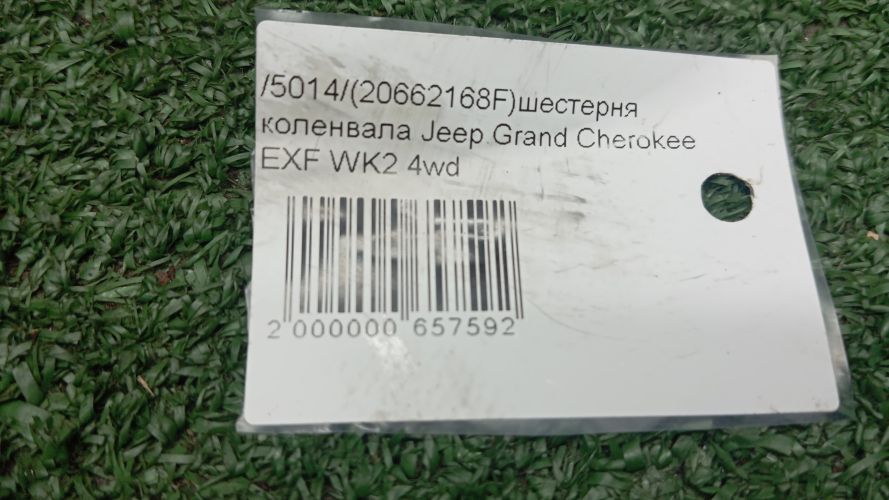 /5014/(20662168F)шестерня
коленвала Jeep Grand Cherokee
EXF WK2 4wd
2 000000 657592